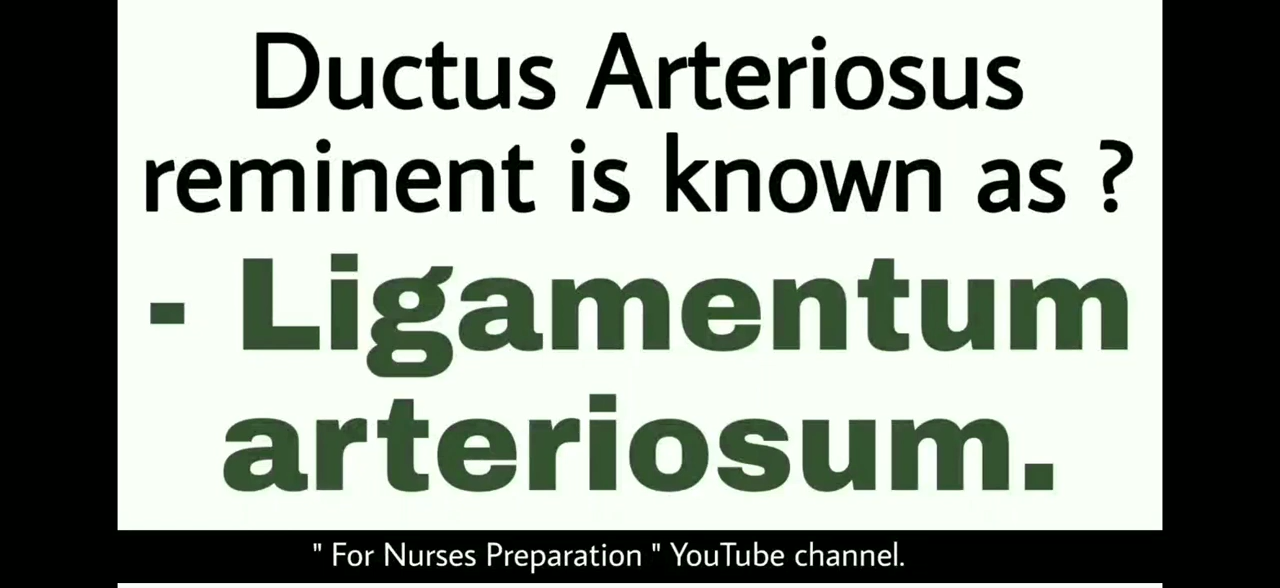 Ductus Arteriosus
reminent is known as ?
- Ligamentum
arteriosum.
" For Nurses Preparation " YouTube channel.